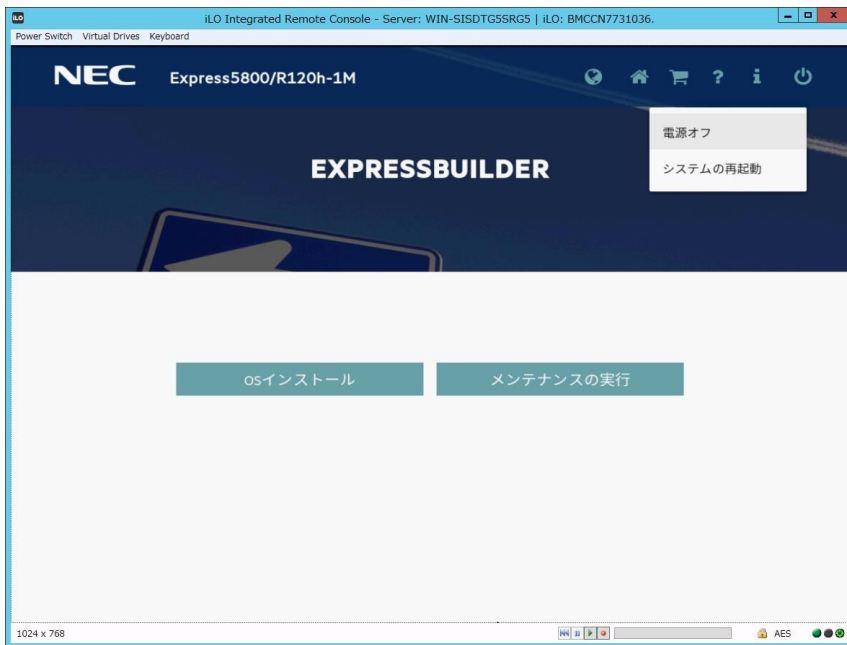 iLO
iLO Integrated Remote Console - Server: WIN-SISDTG5SRG5 | iLO: BMCCN7731036.
Power Switch Virtual Drives Keyboard
NEC Express5800/R120h-1M
電源オフ
システムの再起動
EXPRESSBUILDER
OSインストール メンテナンスの実行
1024 x 768 AES